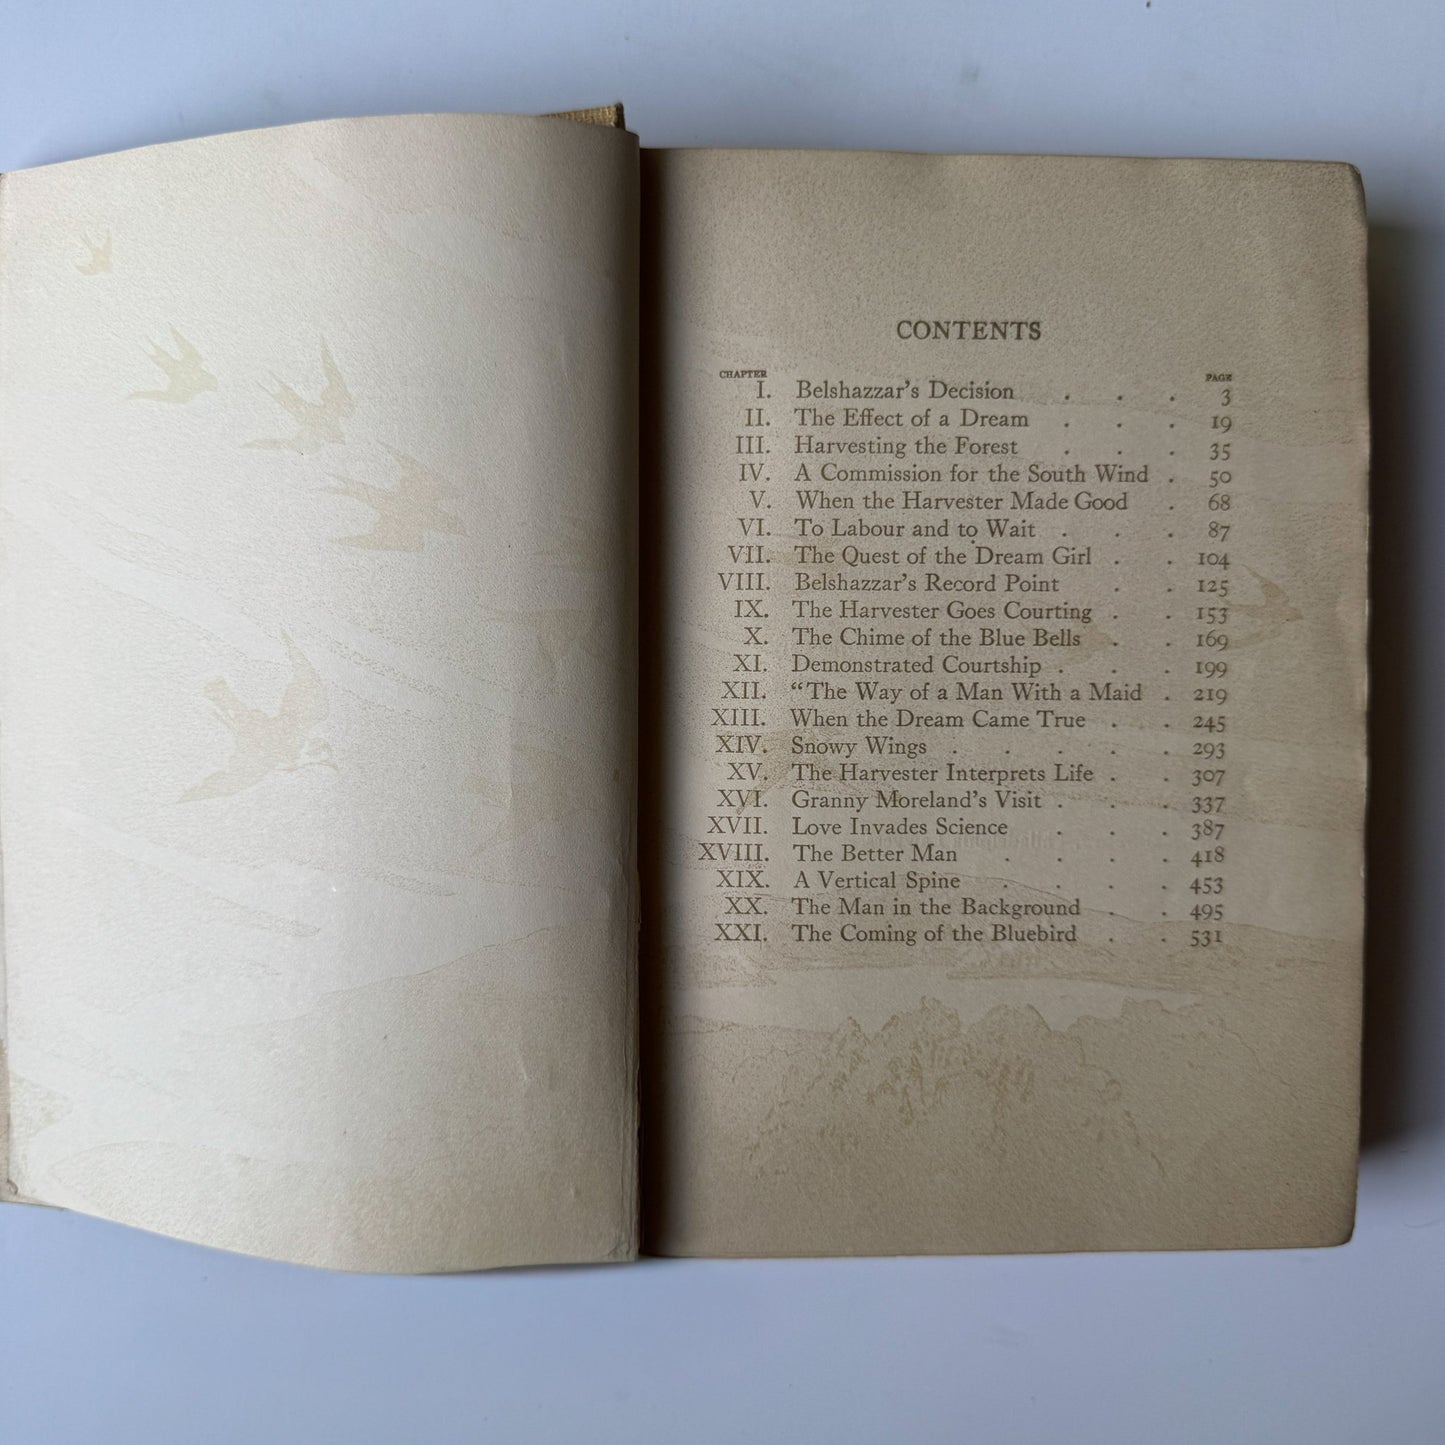 CONTENTS
CHAPTER PAGE
I. Belshazzar's Decision . . . 3
II. The Effect of a Dream . . . 19
III. Harvesting the Forest . . . 35
IV. A Commission for the South Wind . 50
V. When the Harvester Made Good . 68
VI. To Labour and to Wait . . . 87
VII. The Quest of the Dream Girl . . 104
VIII. Belshazzar's Record Point . . 125
IX. The Harvester Goes Courting . . 153
X. The Chime of the Blue Bells . . 169
XI. Demonstrated Courtship . . . 199
XII. “The Way of a Man With a Maid . 219
XIII. When the Dream Came True . . 245
XIV. Snowy Wings . . . . . 293
XV. The Harvester Interprets Life . . 307
XVI. Granny Moreland's Visit . . . 337
XVII. Love Invades Science . . . 387
XVIII. The Better Man . . . . 418
XIX. A Vertical Spine . . . . 453
XX. The Man in the Background . . 495
XXI. The Coming of the Bluebird . . 531